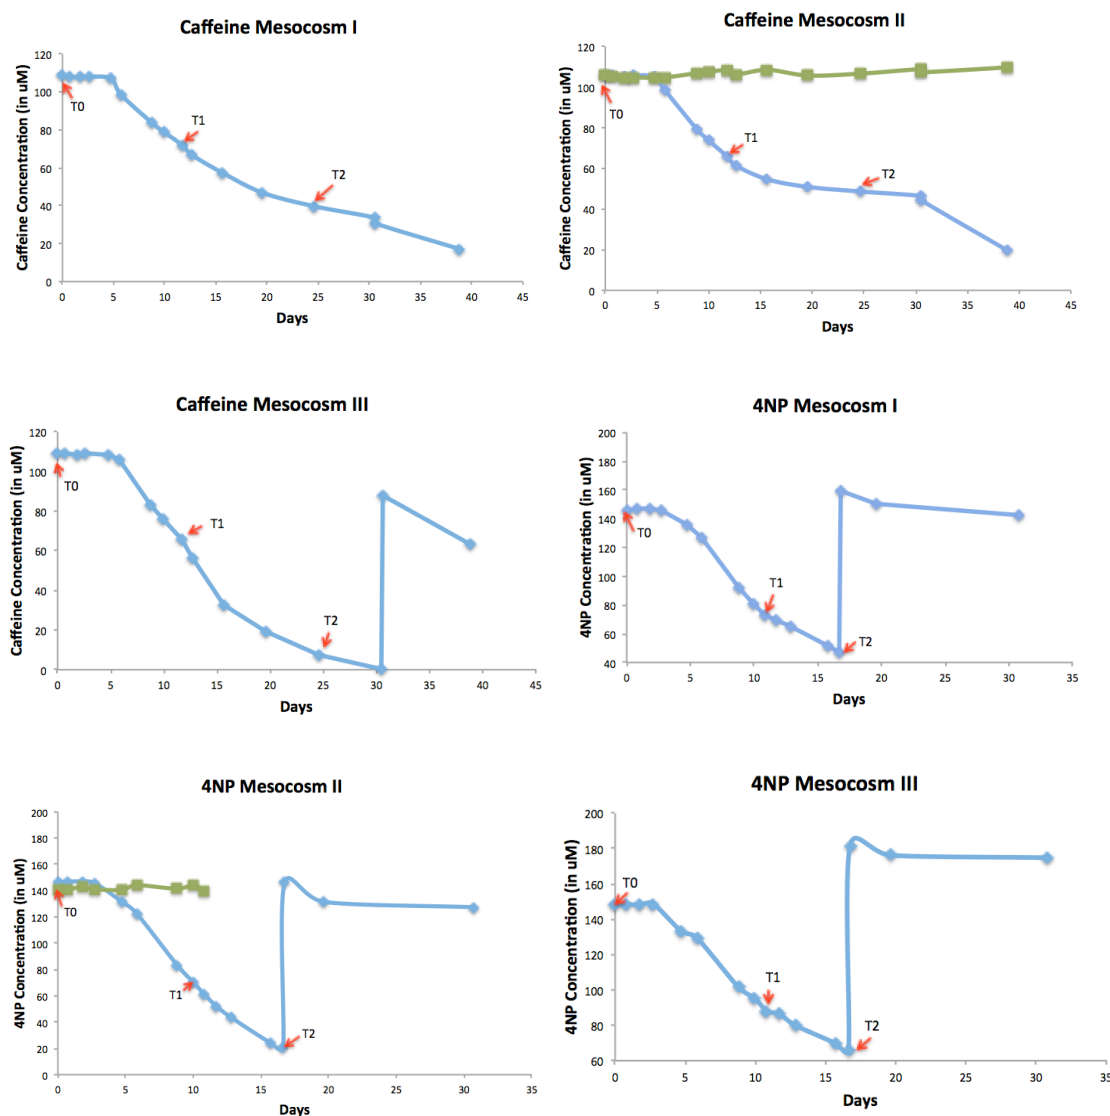 Caffeine Mesocosm I
Caffeine Concentration (in uM)
120
100
80
60
40
20
0
T0
T1
T2
0 5 10 15 20 25 30 35 40 45
Days
Caffeine Mesocosm II
Caffeine Concentration (in uM)
120
100
80
60
40
20
0
T0
T1
T2
0 5 10 15 20 25 30 35 40 45
Days
Caffeine Mesocosm III
Caffeine Concentration (in uM)
120
100
80
60
40
20
0
T0
T1
T2
0 5 10 15 20 25 30 35 40 45
Days
4NP Mesocosm I
4NP Concentration (in uM)
200
180
160
140
120
100
80
60
40
T0
T1
T2
0 5 10 15 20 25 30 35
Days
4NP Mesocosm II
4NP Concentration (in uM)
200
180
160
140
120
100
80
60
40
20
0
T0
T1
T2
0 5 10 15 20 25 30 35
Days
4NP Mesocosm III
4NP Concentration (in uM)
200
180
160
140
120
100
80
60
T0
T1
T2
0 5 10 15 20 25 30 35
Days